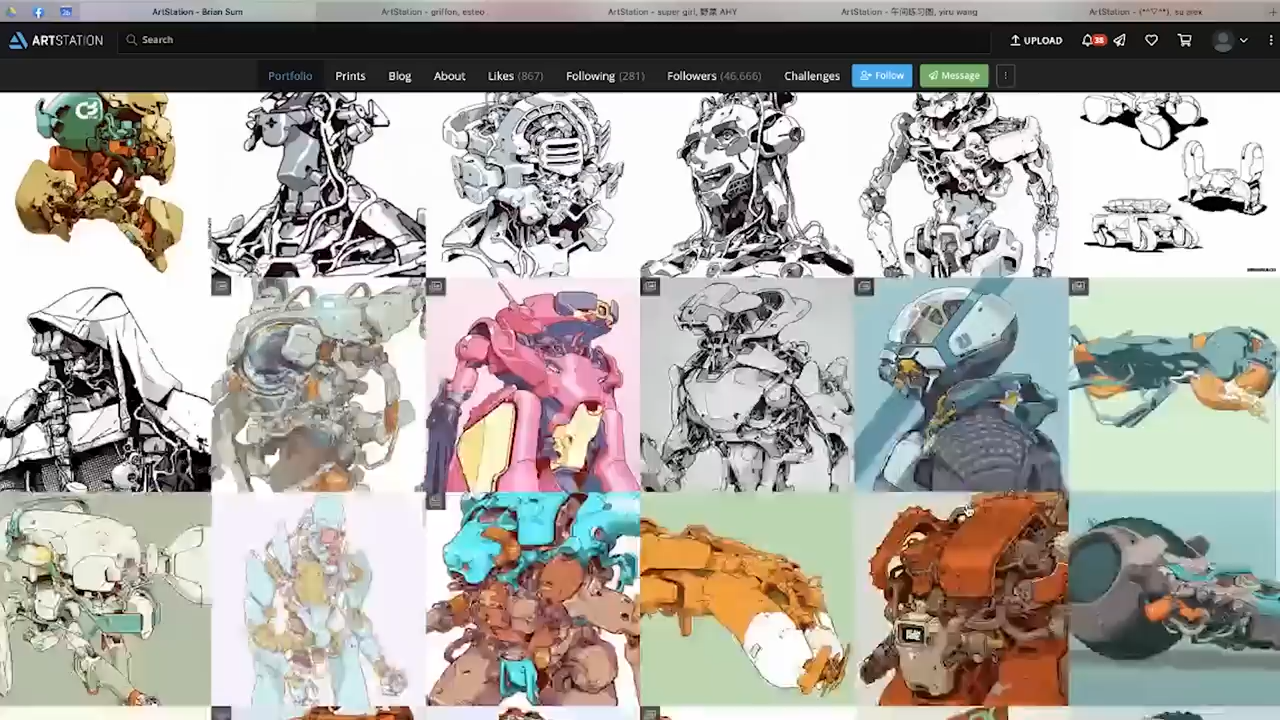 ArtStation - Brian Sum
ArtStation - griffon, esteo
ArtStation - super girl, 野菜 AHY
ArtStation - 午间练习图, yiru wang
ArtStation - (*^▽^*), su arex
ARTSTATION
Search
UPLOAD
38
Portfolio
Prints
Blog
About
Likes (867)
Following (281)
Followers (46,666)
Challenges
Follow
Message